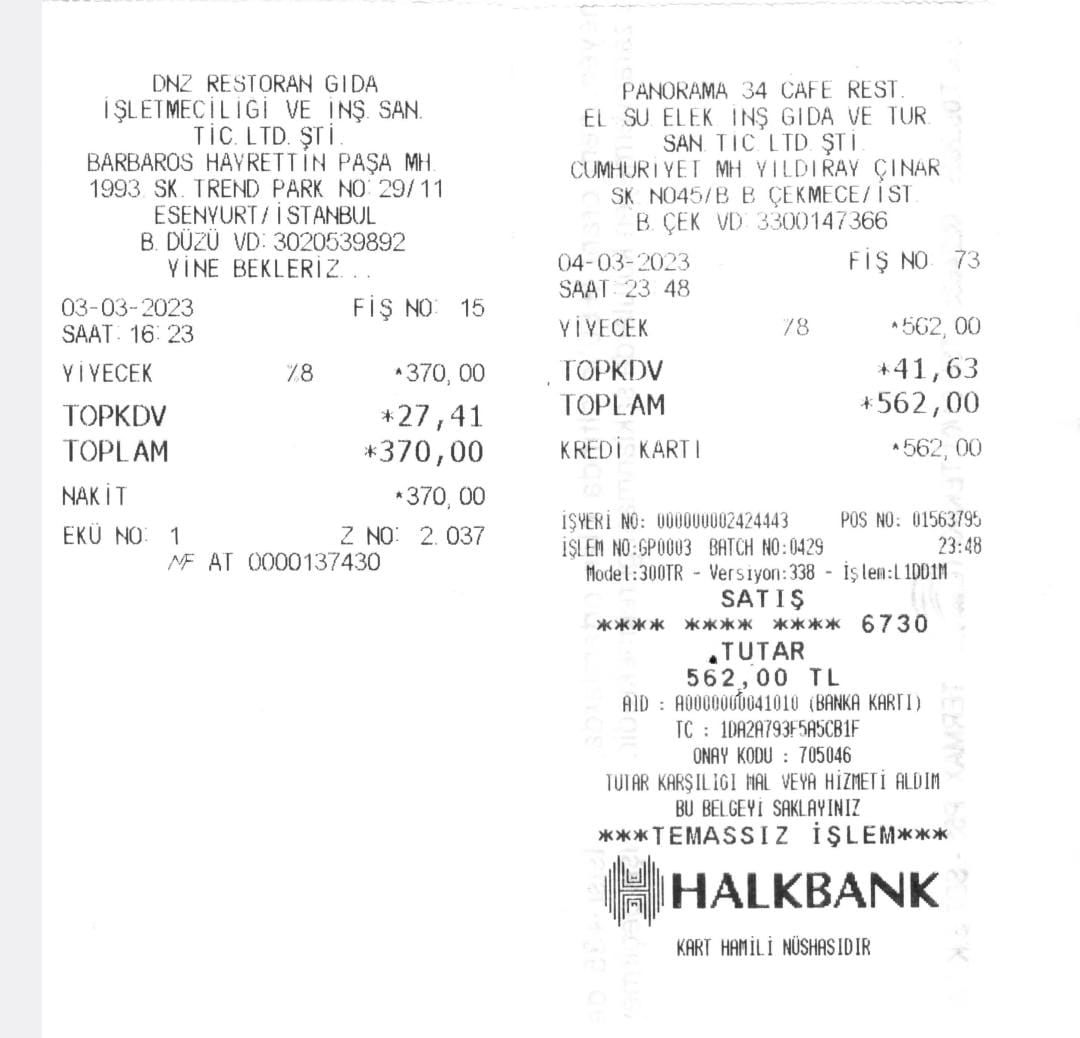 DNZ RESTORAN GIDA
İŞLETMECİLİGİ VE İNŞ. SAN.
TİC. LTD. ŞTİ.
BARBAROS HAYRETTİN PAŞA MH.
1993. SK. TREND PARK NO: 29/11
ESENYURT/İSTANBUL
B. DÜZÜ VD: 3020539892
YİNE BEKLERİZ...
03-03-2023 FİŞ NO: 15
SAAT: 16:23
YİYECEK %8 *370,00
TOPKDV *27,41
TOPLAM *370,00
NAKİT *370,00
EKÜ NO: 1 Z NO: 2.037
MF AT 0000137430
PANORAMA 34 CAFE REST.
EL SU ELEK. İNŞ GIDA VE TUR.
SAN. TİC. LTD. ŞTİ.
CUMHURİYET MH. YILDIRAY ÇINAR
SK. NO45/B B.ÇEKMECE/İST.
B. ÇEK VD: 3300147366
04-03-2023 FİŞ NO: 73
SAAT: 23:48
YİYECEK %8 *562,00
TOPKDV *41,63
TOPLAM *562,00
KREDİ KARTI *562,00
İŞYERİ NO: 000000002424443 POS NO: 01563795
İŞLEM NO:GP0003 BATCH NO:0429 23:48
Model:300TR - Versiyon:338 - İşlem:L1DD1M
SATIŞ
**** **** **** 6730
TUTAR
562,00 TL
AID : A0000000041010 (BANKA KARTI)
TC : 1DA2A793F5A5CB1F
ONAY KODU : 705046
TUTAR KARŞILIGI MAL VEYA HİZMETİ ALDIM
BU BELGEYİ SAKLAYINIZ
***TEMASSIZ İŞLEM***
HALKBANK
KART HAMİLİ NÜSHASIDIR